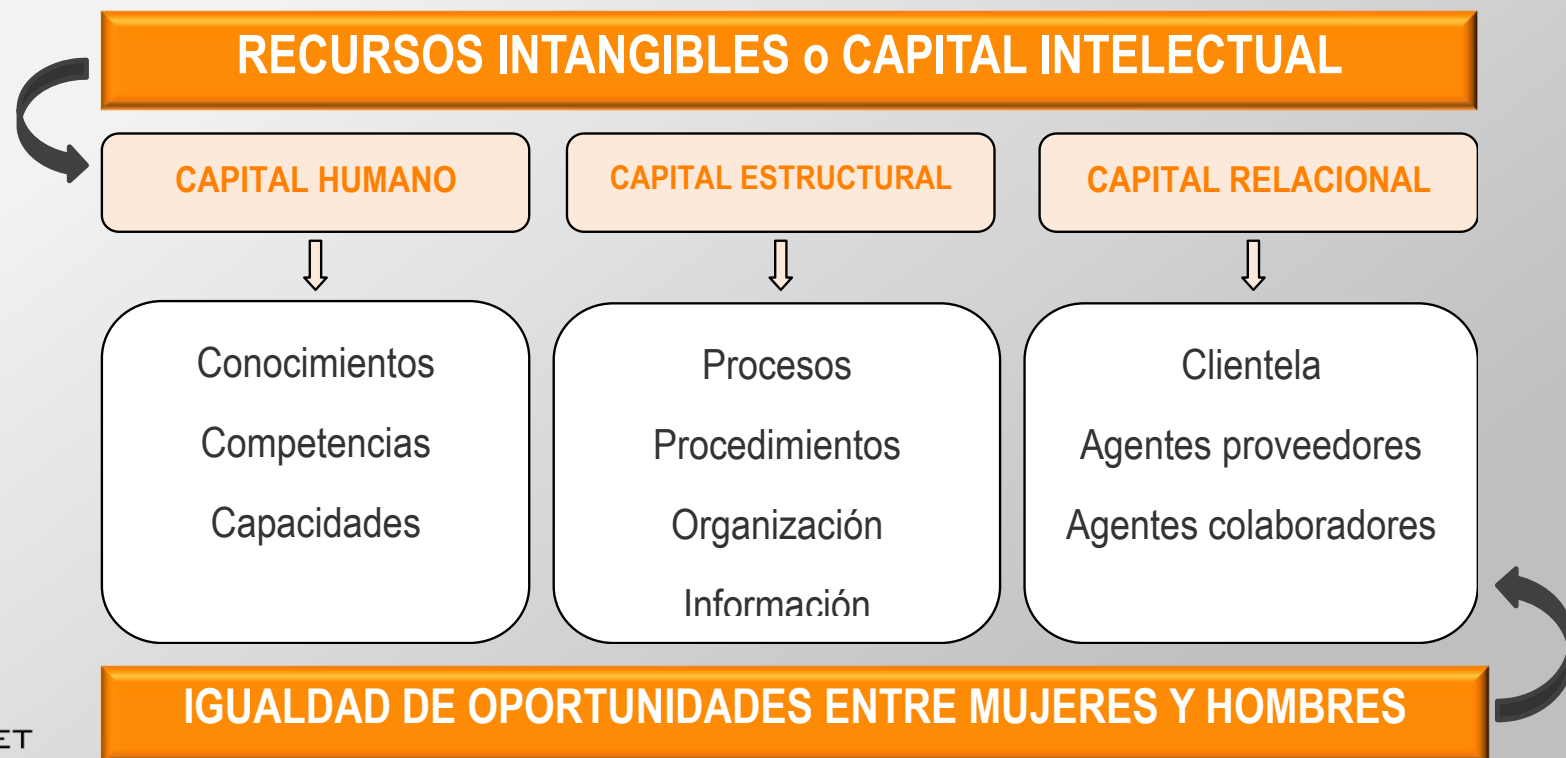 RECURSOS INTANGIBLES o CAPITAL INTELECTUAL
CAPITAL HUMANO
CAPITAL ESTRUCTURAL
CAPITAL RELACIONAL
Conocimientos
Competencias
Capacidades
Procesos
Procedimientos
Organización
Información
Clientela
Agentes proveedores
Agentes colaboradores
IGUALDAD DE OPORTUNIDADES ENTRE MUJERES Y HOMBRES
ET